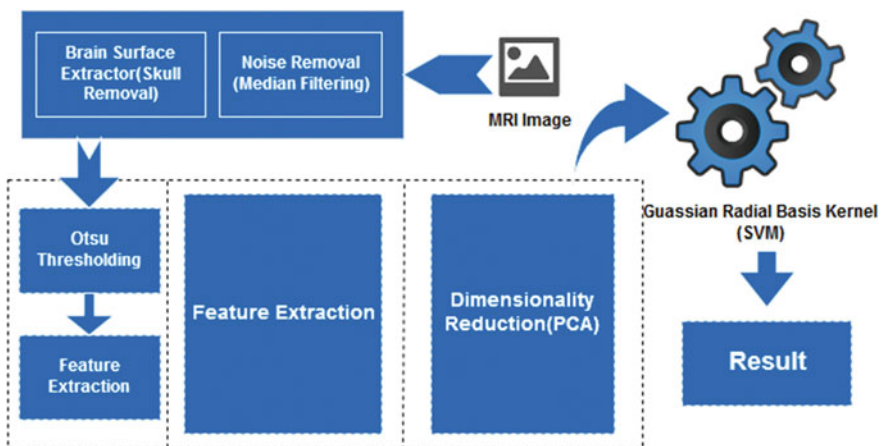 Brain Surface
Extractor(Skull
Removal)
Noise Removal
(Median Filtering)
MRI Image
Otsu
Thresholding
Feature
Extraction
Feature Extraction
Dimensionality
Reduction(PCA)
Guassian Radial Basis Kernel
(SVM)
Result